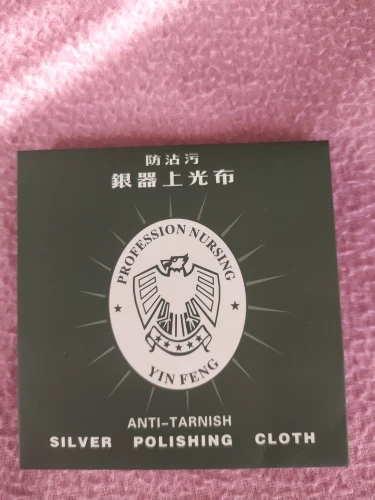 防沾污
銀器上光布
PROFESSION NURSING
YIN FENG
ANTI-TARNISH
SILVER POLISHING CLOTH